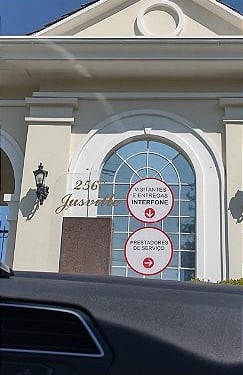 256
Jusville
VISITANTES
E ENTREGAS
INTERFONE
PRESTADORES
DE SERVIÇO